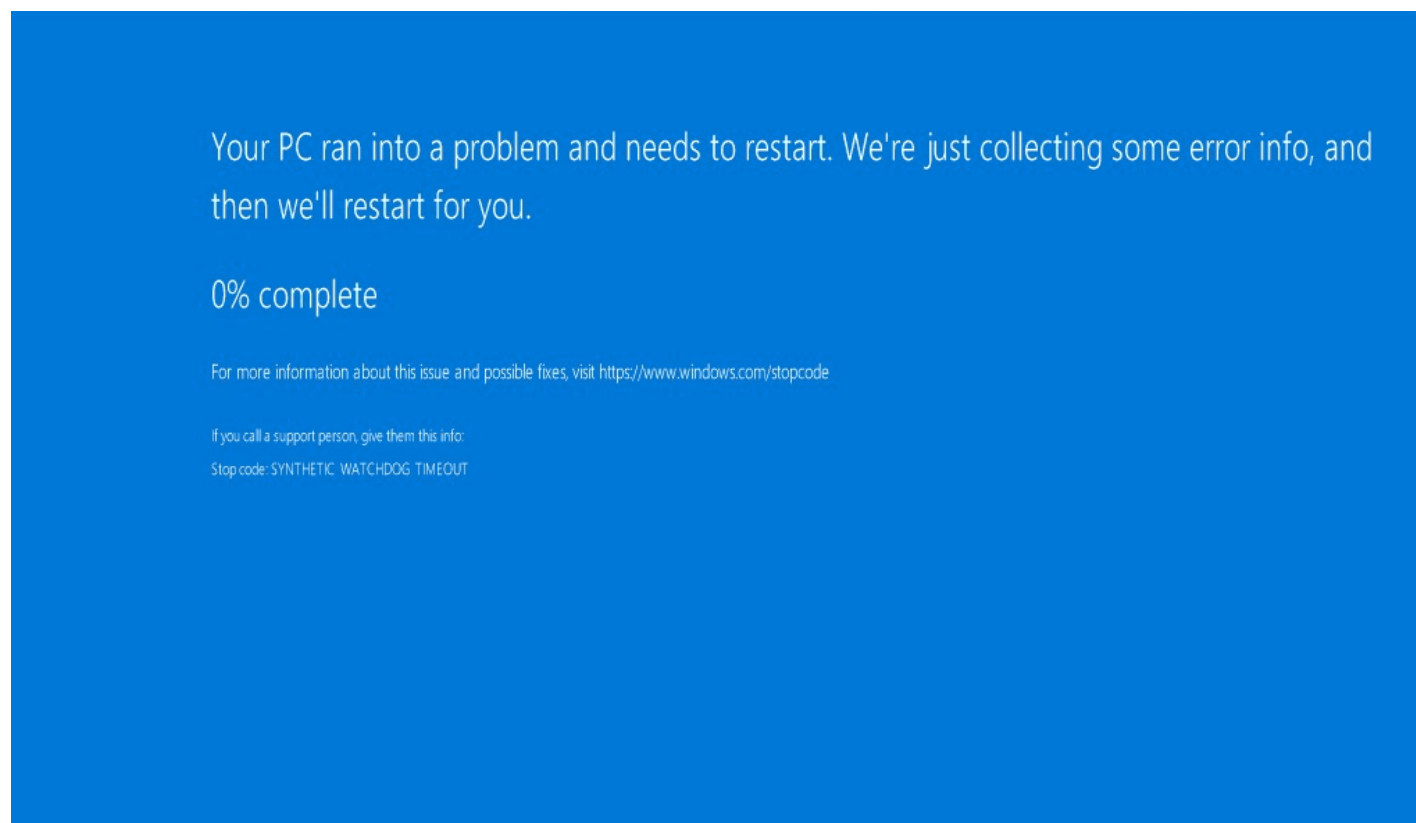 Your PC ran into a problem and needs to restart. We're just collecting some error info, and
then we'll restart for you.
0% complete
For more information about this issue and possible fixes, visit https://www.windows.com/stopcode
If you call a support person, give them this info:
Stop code: SYNTHETIC WATCHDOG TIMEOUT